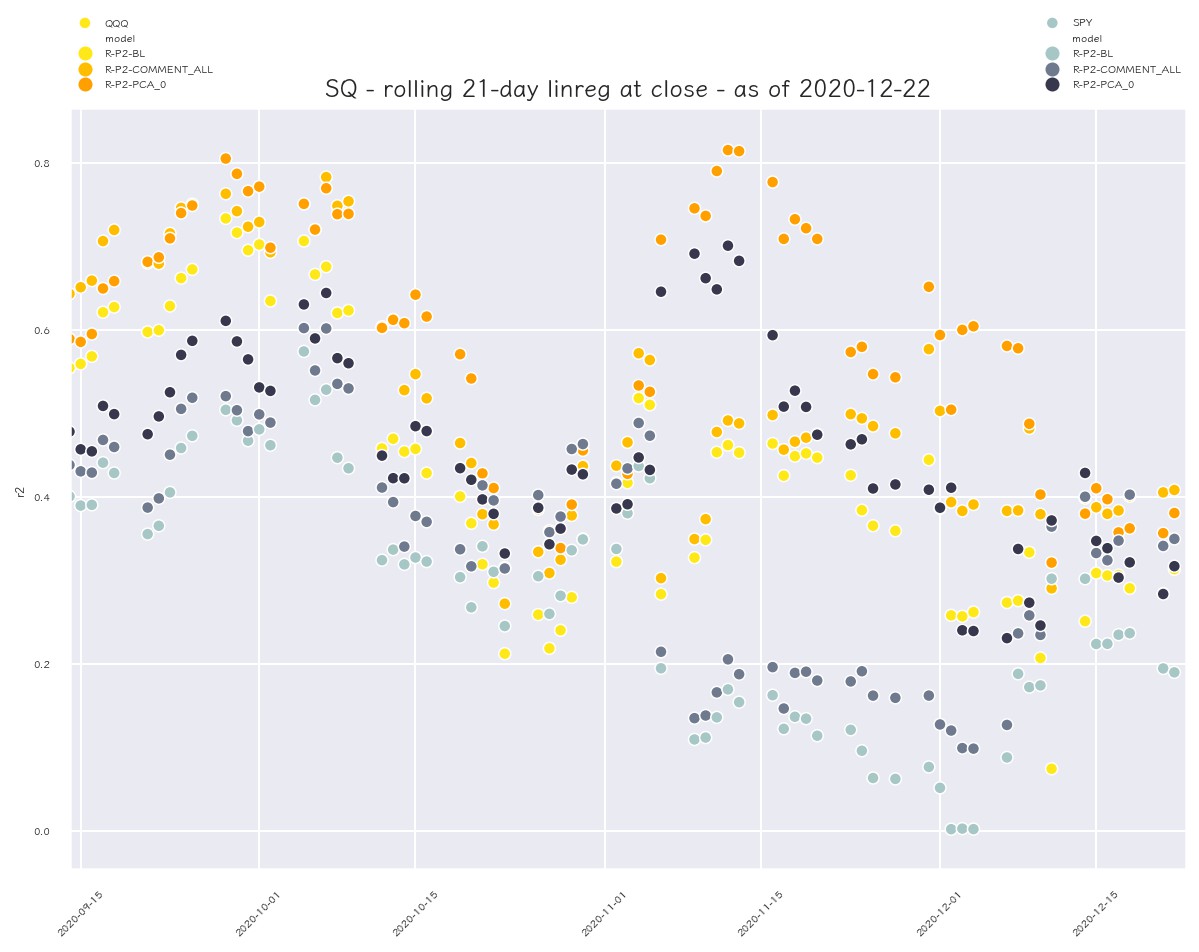 QQQ
model
R-P2-BL
R-P2-COMMENT_ALL
R-P2-PCA_0
SPY
model
R-P2-BL
R-P2-COMMENT_ALL
R-P2-PCA_0
SQ - rolling 21-day linreg at close - as of 2020-12-22
r2
0.8
0.6
0.4
0.2
0.0
2020-09-15
2020-10-01
2020-10-15
2020-11-01
2020-11-15
2020-12-01
2020-12-15